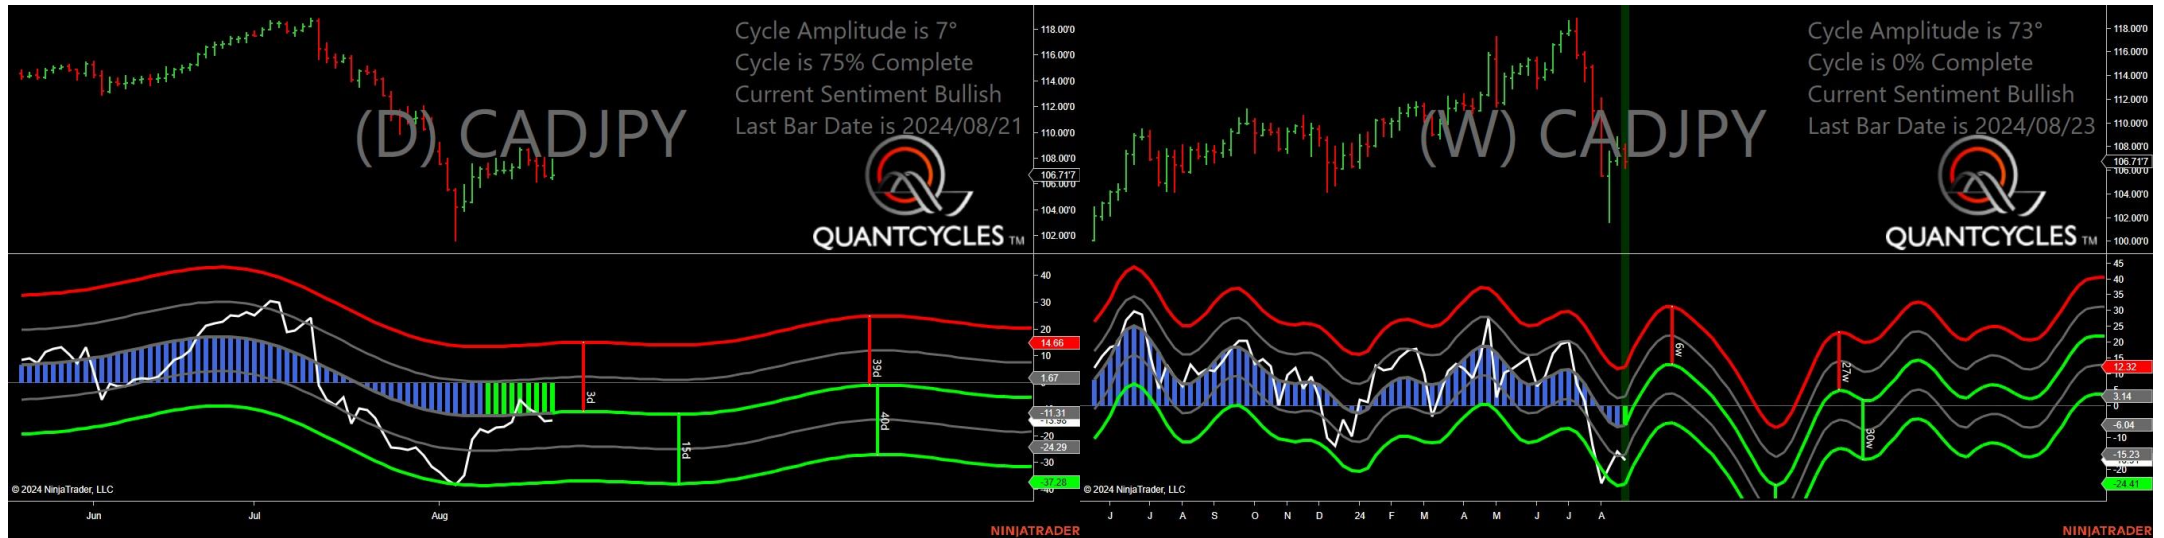 Cycle Amplitude is 7°
Cycle is 75% Complete
Current Sentiment Bullish
Last Bar Date is 2024/08/21
(D) CADJPY
QUANTCYCLES TM
118.00'0
116.00'0
114.00'0
112.00'0
110.00'0
108.00'0
106.71'7
106.00'0
104.00'0
102.00'0
40
30
20
14.66
10
1.67
-11.31
-13.98
-20
-24.29
-30
-37.28
-40
3d
15d
39d
40d
© 2024 NinjaTrader, LLC
Jun Jul Aug
NINJATRADER
Cycle Amplitude is 73°
Cycle is 0% Complete
Current Sentiment Bullish
Last Bar Date is 2024/08/23
(W) CADJPY
QUANTCYCLES TM
118.00'0
116.00'0
114.00'0
112.00'0
110.00'0
108.00'0
106.71'7
106.00'0
104.00'0
102.00'0
100.00'0
45
40
35
30
25
20
15
12.32
10
3.14
0
-6.04
-10
-15.23
-20
-24.41
6w
27w
30w
© 2024 NinjaTrader, LLC
J J A S O N D 24 F M A M J J A
NINJATRADER